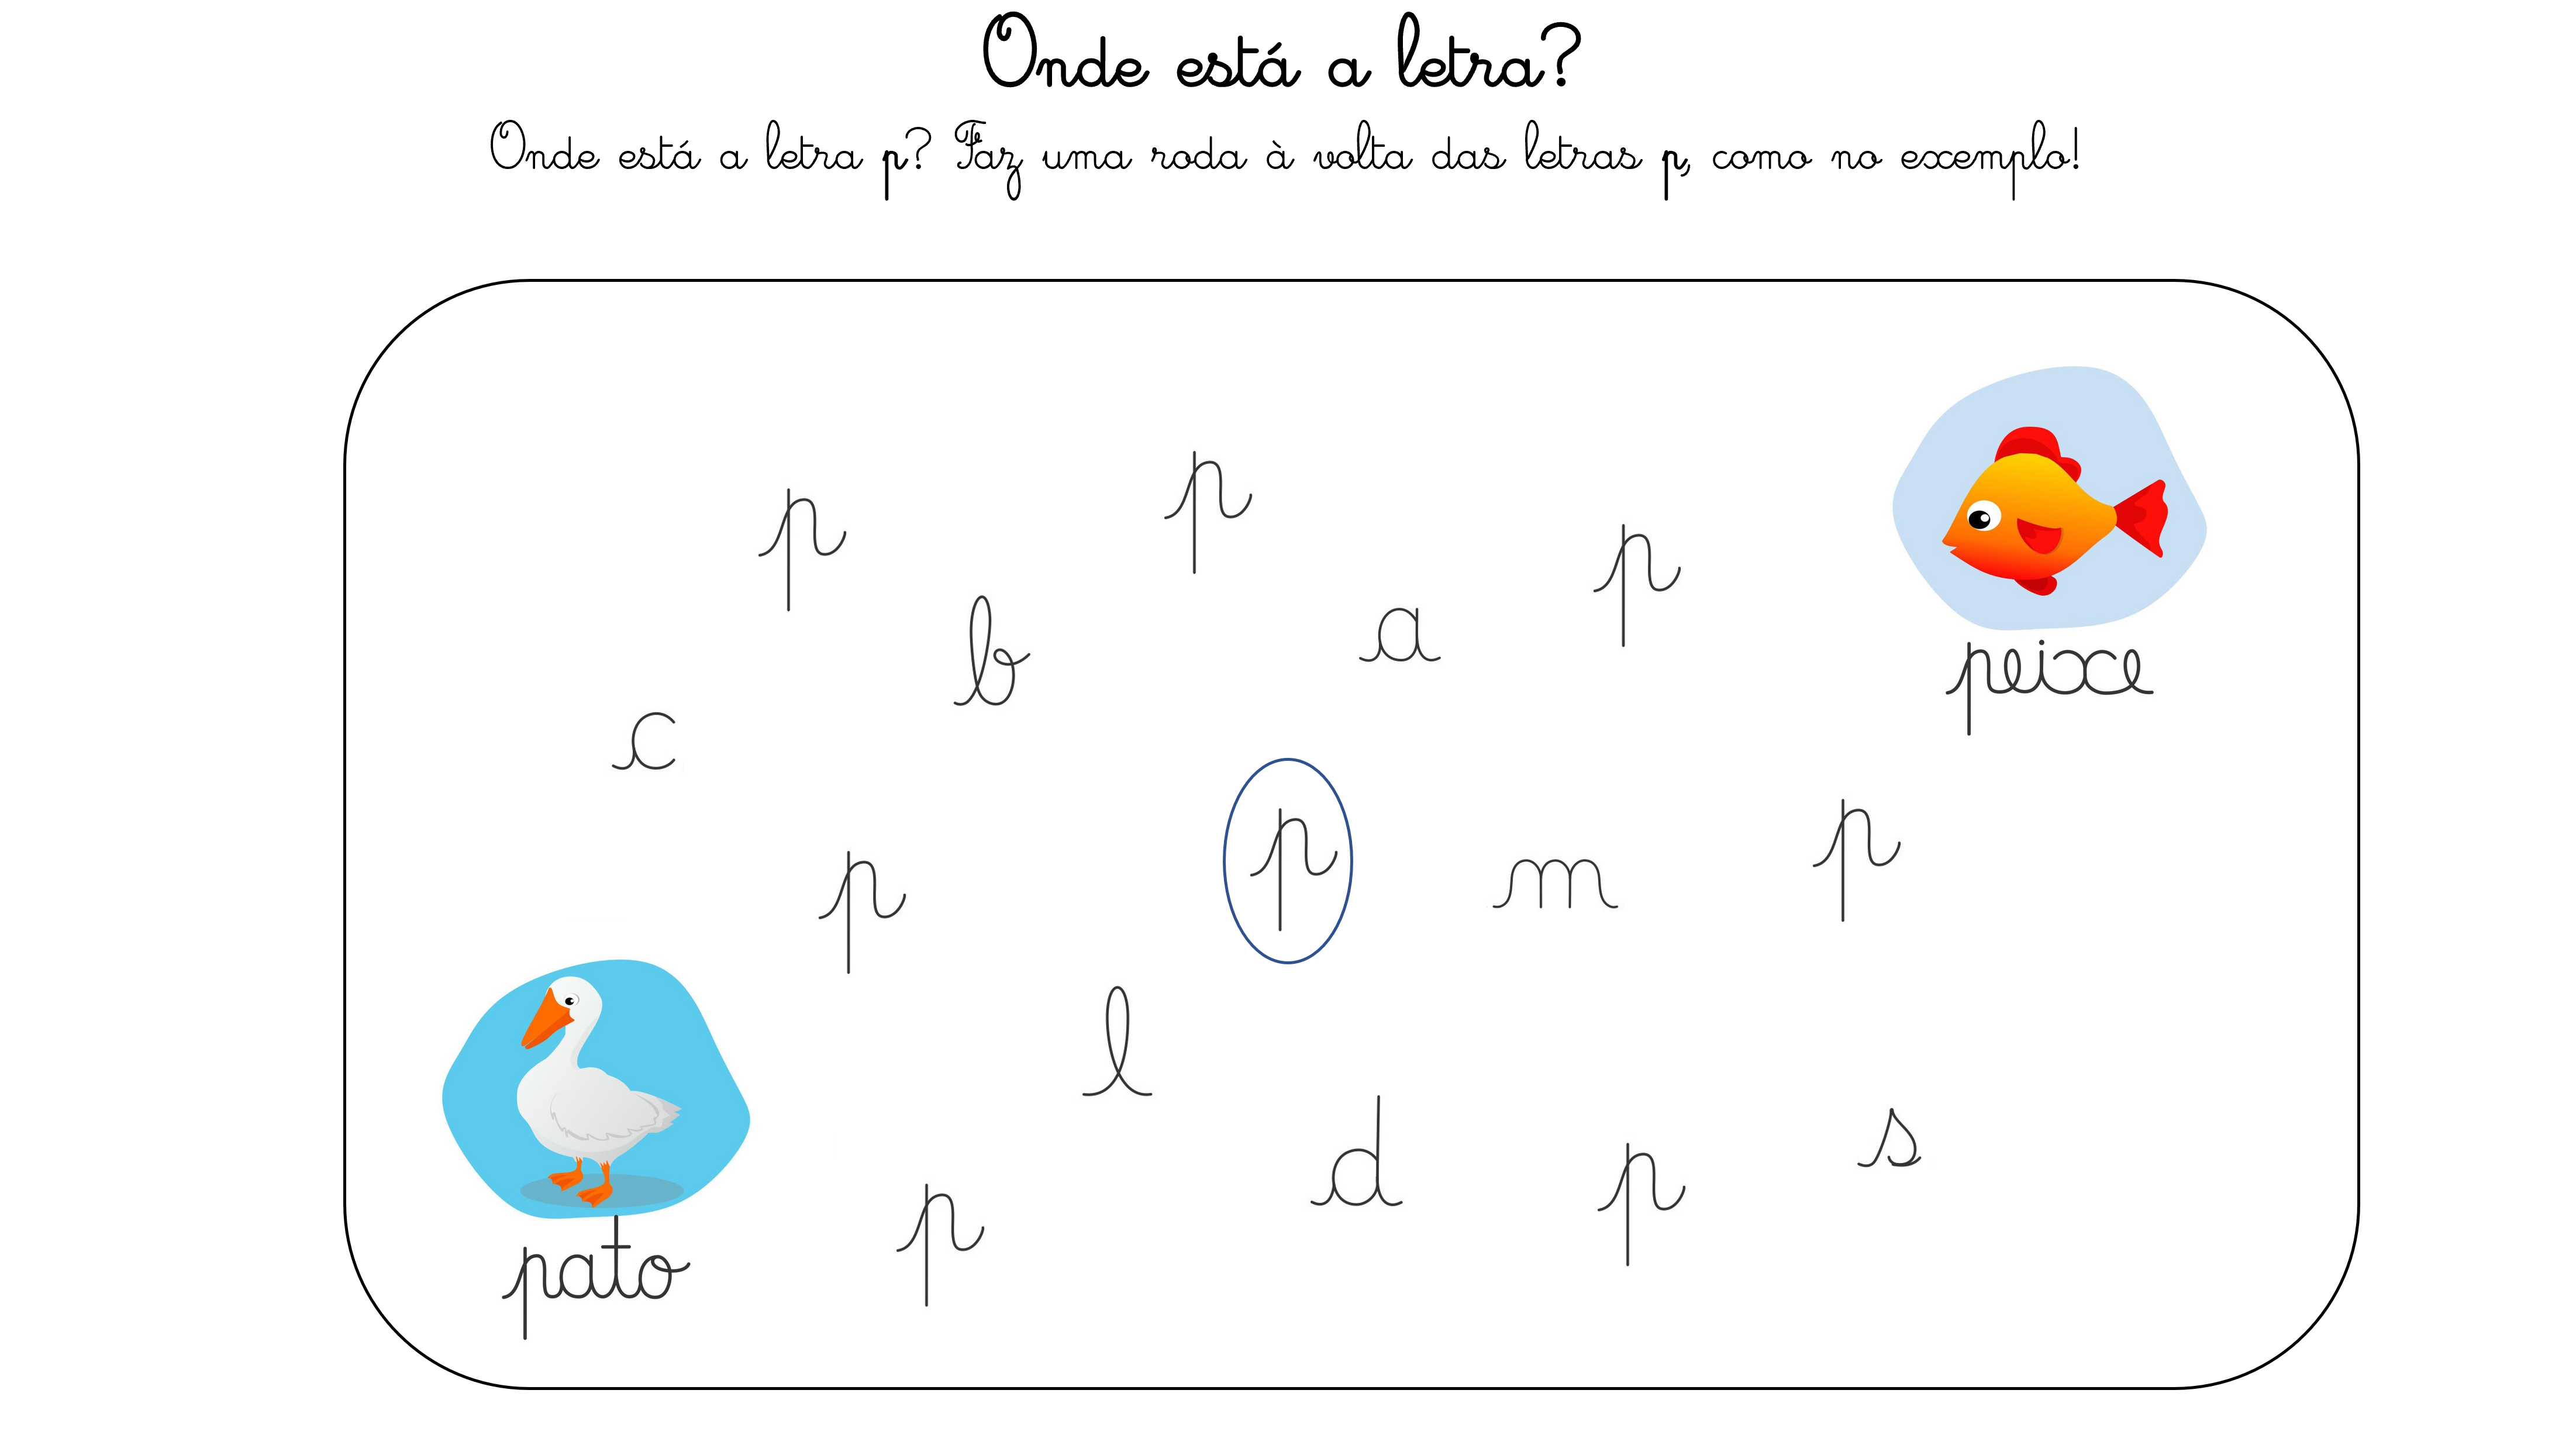 Onde está a letra?
Onde está a letra p? Faz uma roda à volta das letras p, como no exemplo!
p
p
p
b
a
peixe
c
p
p
m
p
l
d
p
s
p
pato